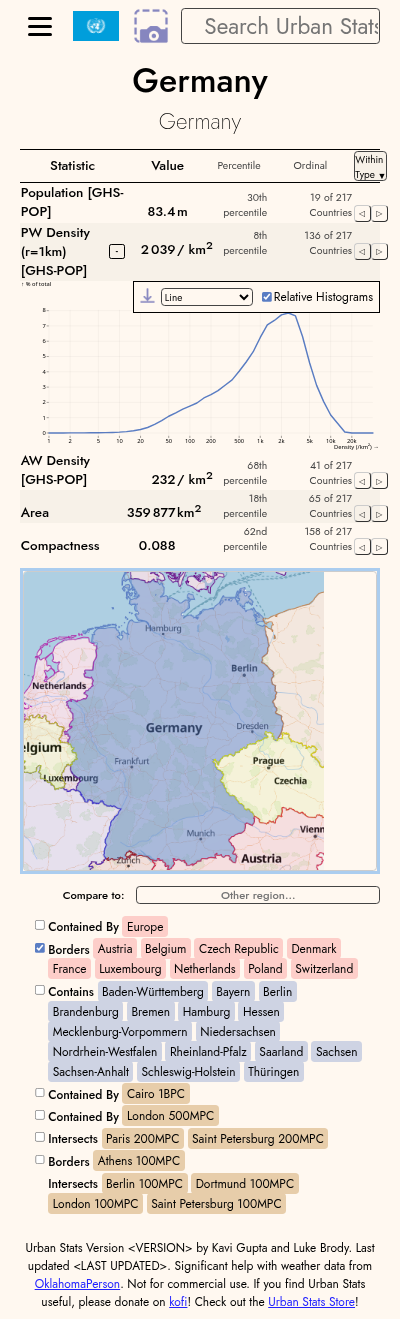 Search Urban Stats
Germany
Germany
Statistic Value Percentile Ordinal Within Type ▼
Population [GHS-POP] 83.4 m 30th percentile 19 of 217 Countries ◁ ▷
PW Density (r=1km) [GHS-POP] - 2 039 / km² 8th percentile 136 of 217 Countries ◁ ▷
↑ % of total
Line Relative Histograms
8
7
6
5
4
3
2
1
0
1 2 5 10 20 50 100 200 500 1k 2k 5k 10k 20k
Density (/km²) →
AW Density [GHS-POP] 232 / km² 68th percentile 41 of 217 Countries ◁ ▷
Area 359 877 km² 18th percentile 65 of 217 Countries ◁ ▷
Compactness 0.088 62nd percentile 158 of 217 Countries ◁ ▷
Hamburg
Berlin
Netherlands
Germany
Dresden
elgium
Frankfurt
Prague
Luxembourg
Czechia
Munich
Vienn
Zurich
Austria
Compare to: Other region...
Contained By Europe
Borders Austria Belgium Czech Republic Denmark
France Luxembourg Netherlands Poland Switzerland
Contains Baden-Württemberg Bayern Berlin
Brandenburg Bremen Hamburg Hessen
Mecklenburg-Vorpommern Niedersachsen
Nordrhein-Westfalen Rheinland-Pfalz Saarland Sachsen
Sachsen-Anhalt Schleswig-Holstein Thüringen
Contained By Cairo 1BPC
Contained By London 500MPC
Intersects Paris 200MPC Saint Petersburg 200MPC
Borders Athens 100MPC
Intersects Berlin 100MPC Dortmund 100MPC
London 100MPC Saint Petersburg 100MPC
Urban Stats Version <VERSION> by Kavi Gupta and Luke Brody. Last
updated <LAST UPDATED>. Significant help with weather data from
OklahomaPerson. Not for commercial use. If you find Urban Stats
useful, please donate on kofi! Check out the Urban Stats Store!